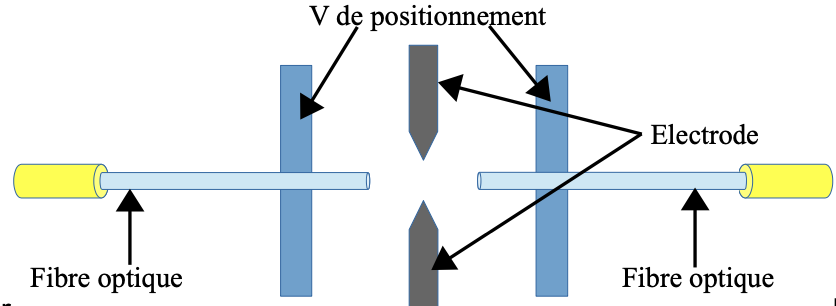 V de positionnement
Electrode
Fibre optique
Fibre optique